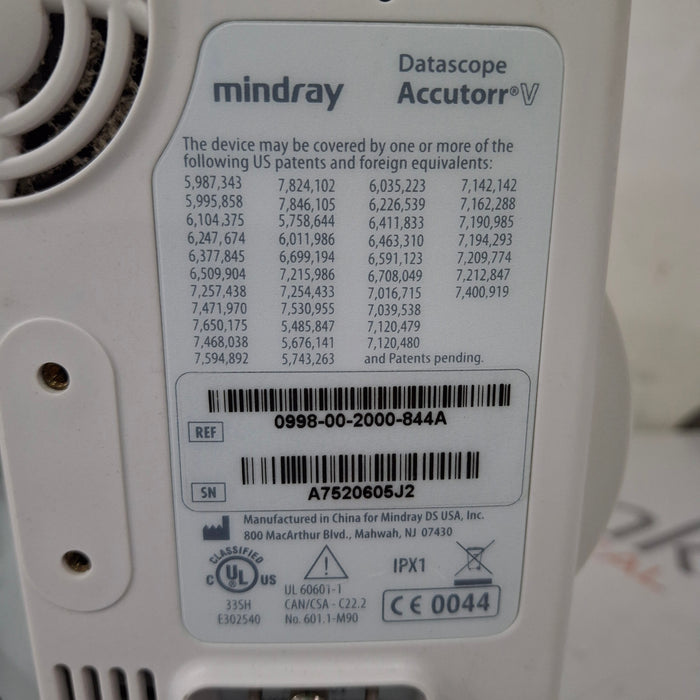 mindray
Datascope
Accutorr® V
The device may be covered by one or more of the
following US patents and foreign equivalents:
5,987,343 7,824,102 6,035,223 7,142,142
5,995,858 7,846,105 6,226,539 7,162,288
6,104,375 5,758,644 6,411,833 7,190,985
6,247,674 6,011,986 6,463,310 7,194,293
6,377,845 6,699,194 6,591,123 7,209,774
6,509,904 7,215,986 6,708,049 7,212,847
7,257,438 7,254,433 7,016,715 7,400,919
7,471,970 7,530,955 7,039,538
7,650,175 5,485,847 7,120,479
7,468,038 5,676,141 7,120,480
7,594,892 5,743,263 and Patents pending.
0998-00-2000-844A
REF
SN
A7520605J2
Manufactured in China for Mindray DS USA, Inc.
800 MacArthur Blvd., Mahwah, NJ 07430
CLASSIFIED
C UL US
335H
E302540
UL 60601-1
CAN/CSA - C22.2
No. 601.1-M90
IPX1
CE 0044